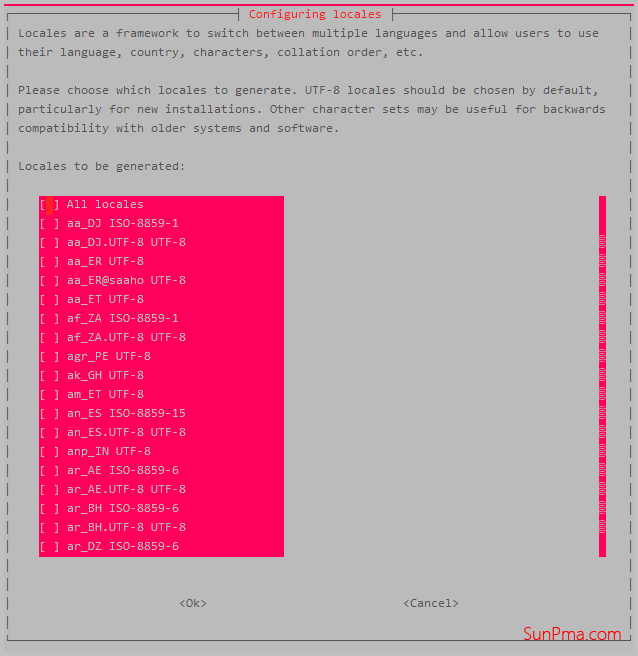 Configuring locales
Locales are a framework to switch between multiple languages and allow users to use
their language, country, characters, collation order, etc.
Please choose which locales to generate. UTF-8 locales should be chosen by default,
particularly for new installations. Other character sets may be useful for backwards
compatibility with older systems and software.
Locales to be generated:
[ ] All locales
[ ] aa_DJ ISO-8859-1
[ ] aa_DJ.UTF-8 UTF-8
[ ] aa_ER UTF-8
[ ] aa_ER@saaho UTF-8
[ ] aa_ET UTF-8
[ ] af_ZA ISO-8859-1
[ ] af_ZA.UTF-8 UTF-8
[ ] agr_PE UTF-8
[ ] ak_GH UTF-8
[ ] am_ET UTF-8
[ ] an_ES ISO-8859-15
[ ] an_ES.UTF-8 UTF-8
[ ] anp_IN UTF-8
[ ] ar_AE ISO-8859-6
[ ] ar_AE.UTF-8 UTF-8
[ ] ar_BH ISO-8859-6
[ ] ar_BH.UTF-8 UTF-8
[ ] ar_DZ ISO-8859-6
<Ok> <Cancel>
SunPma.com